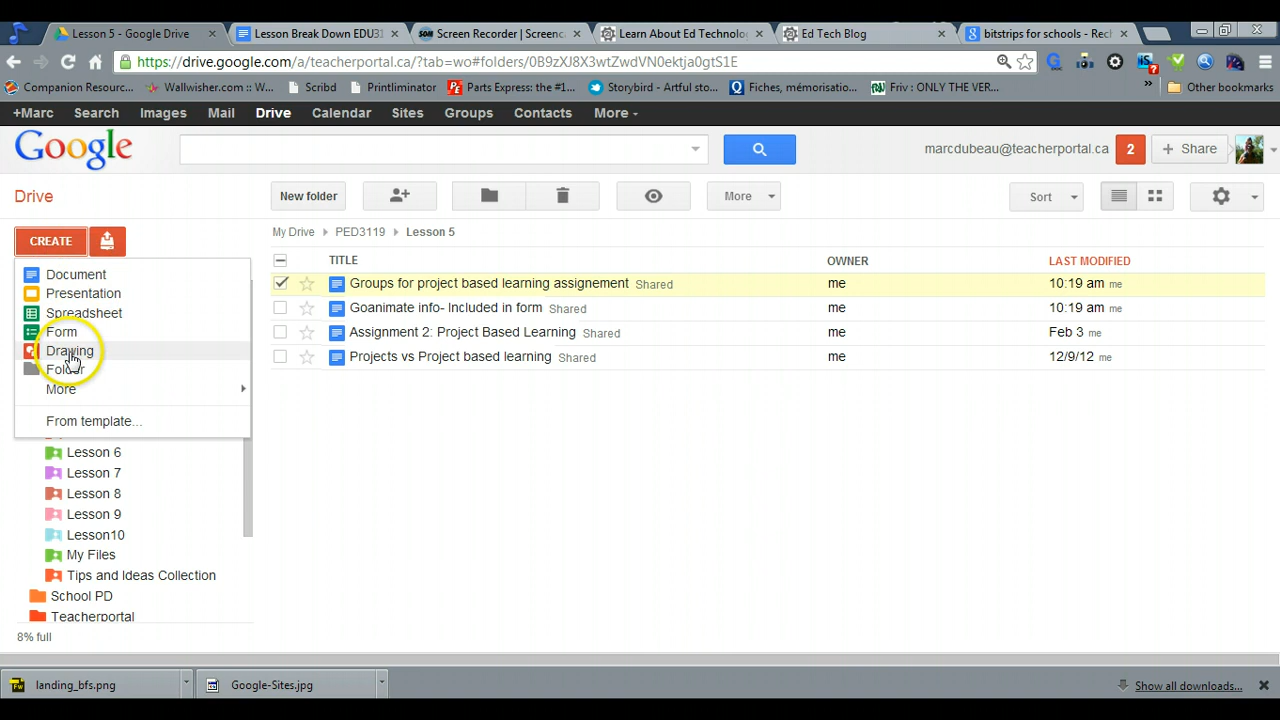 Lesson 5 - Google Drive
Lesson Break Down EDU31
Screen Recorder | Screenca
Learn About Ed Technolo
Ed Tech Blog
bitstrips for schools - Rech
https://drive.google.com/a/teacherportal.ca/?tab=wo#folders/0B9zXJ8X3wtZwdVN0ektja0gtS1E
Companion Resourc...
Wallwisher.com :: W...
Scribd
Printliminator
Parts Express: the #1...
Storybird - Artful sto...
Fiches, mémorisatio...
Friv : ONLY THE VER...
»
Other bookmarks
+Marc Search Images Mail Drive Calendar Sites Groups Contacts More
Google
marcdubeau@teacherportal.ca 2 + Share
Drive
New folder
More
Sort
CREATE
My Drive PED3119 Lesson 5
TITLE OWNER LAST MODIFIED
Document
Presentation
Spreadsheet
Form
Drawing
Folder
More
From template...
Groups for project based learning assignement Shared me 10:19 am me
Goanimate info- Included in form Shared me 10:19 am me
Assignment 2: Project Based Learning Shared me Feb 3 me
Projects vs Project based learning Shared me 12/9/12 me
Lesson 6
Lesson 7
Lesson 8
Lesson 9
Lesson10
My Files
Tips and Ideas Collection
School PD
Teacherportal
8% full
landing_bfs.png
Google-Sites.jpg
Show all downloads...